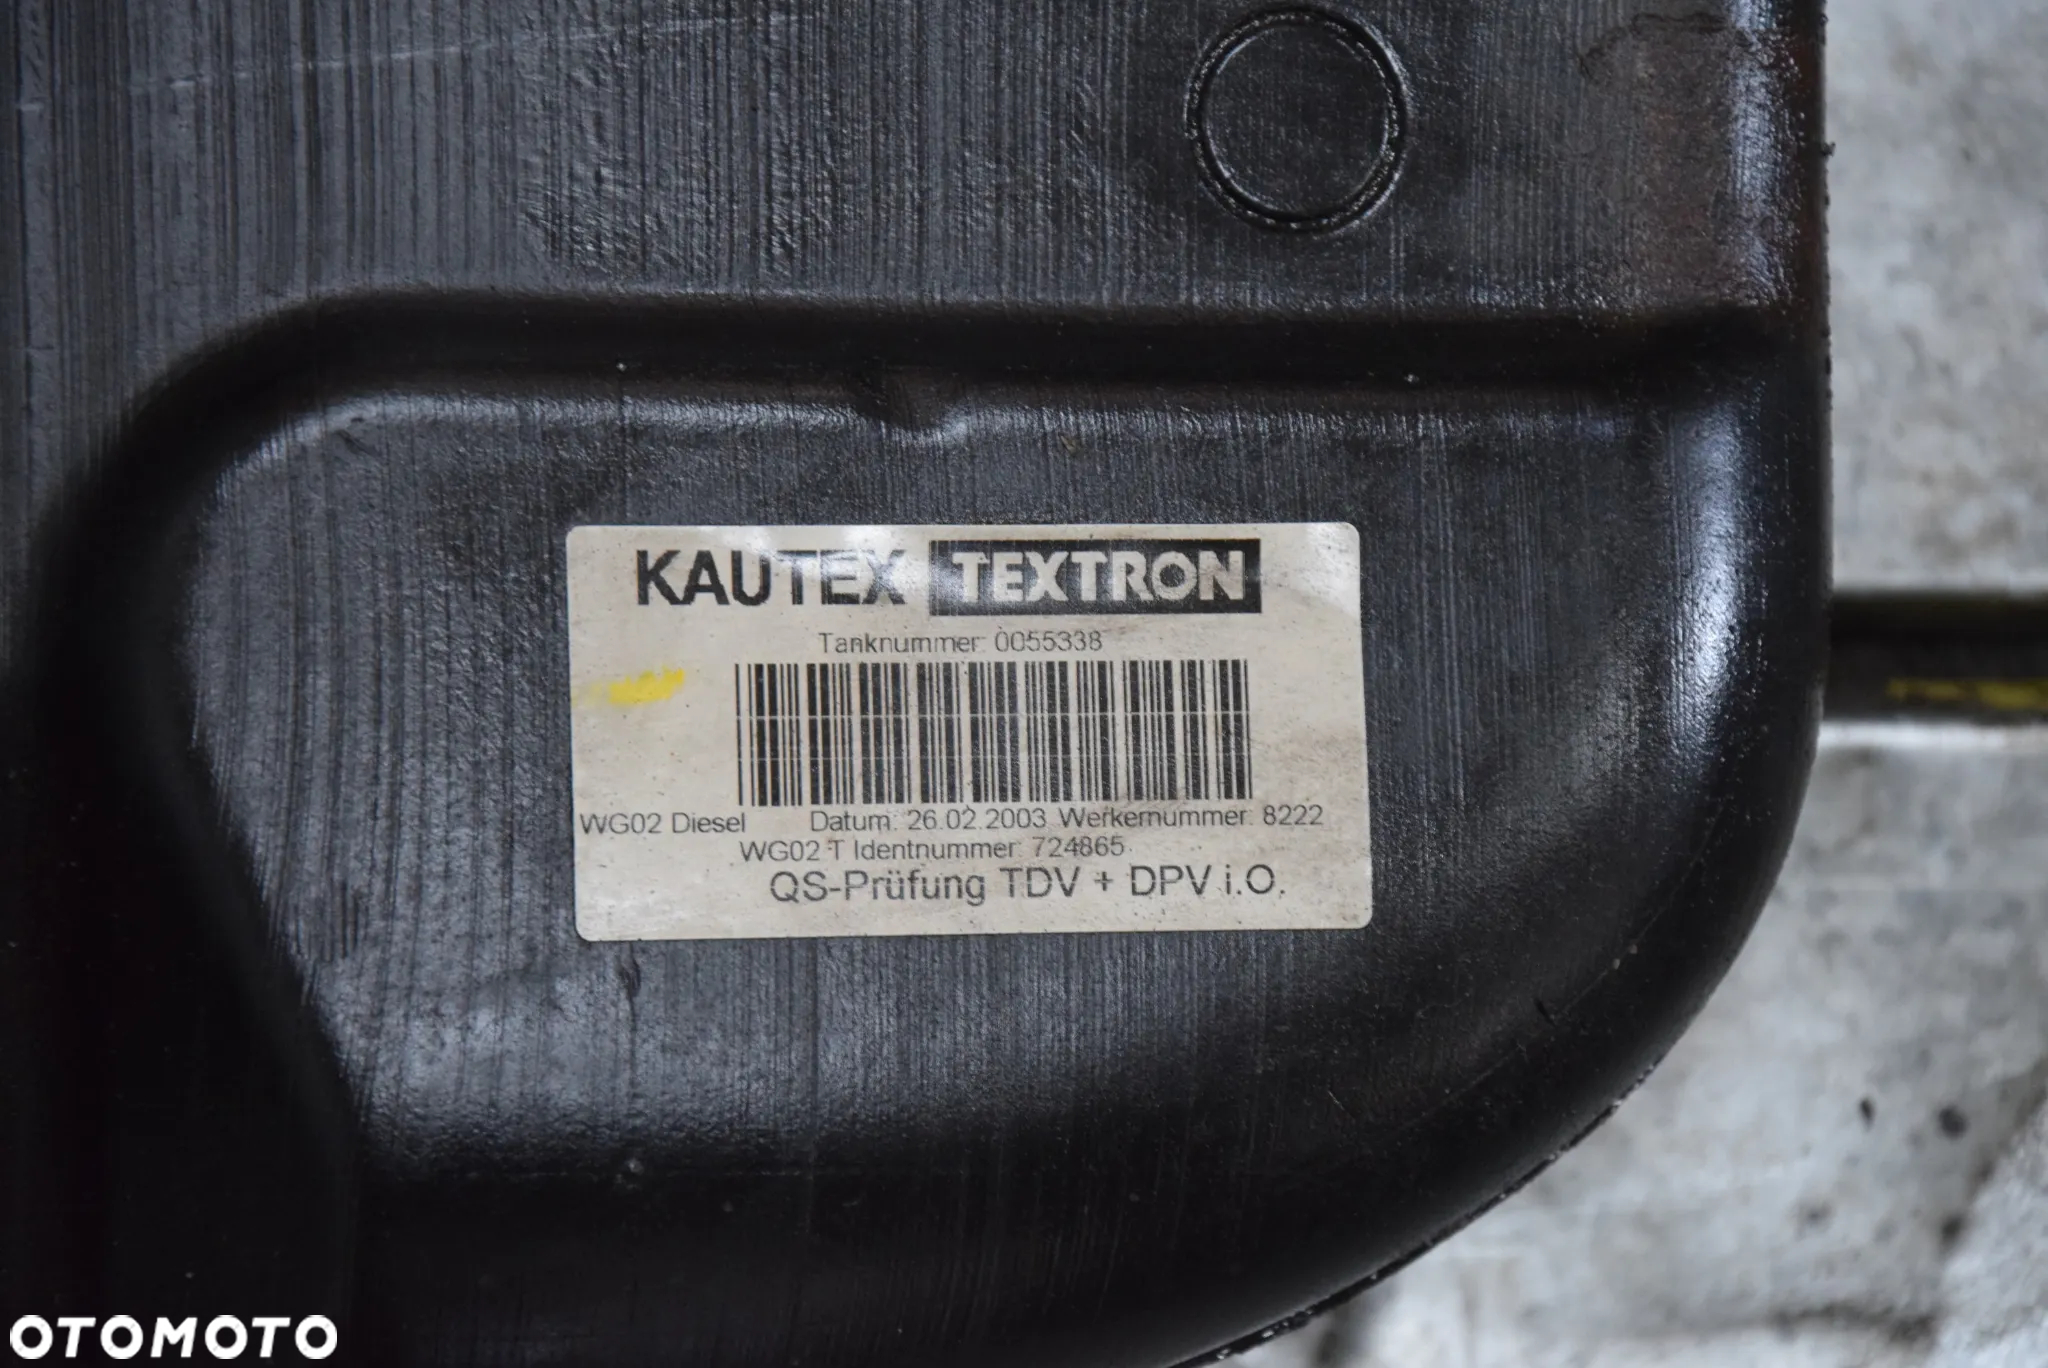 KAUTEX TEXTRON
Tanknummer: 0055338
WG02 Diesel Datum: 26.02.2003 Werkernummer: 8222
WG02 T Identnummer: 724865
QS-Prüfung TDV + DPV i.O.
OTOMOTO